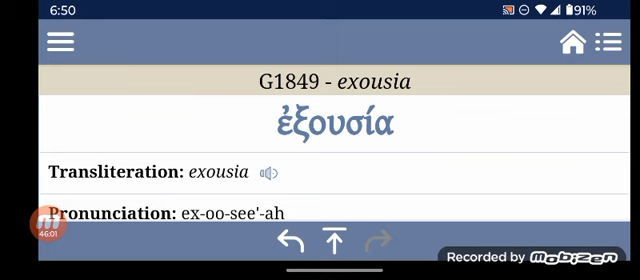 6:50
91%
G1849 - exousia
ἐξουσία
Transliteration: exousia
Pronunciation: ex-oo-see'-ah
46:01
Recorded by Mobizen